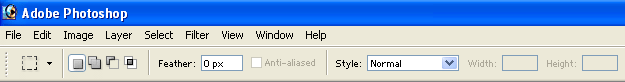 Adobe Photoshop
File Edit Image Layer Select Filter View Window Help
Feather: 0 px Anti-aliased Style: Normal Width: Height: